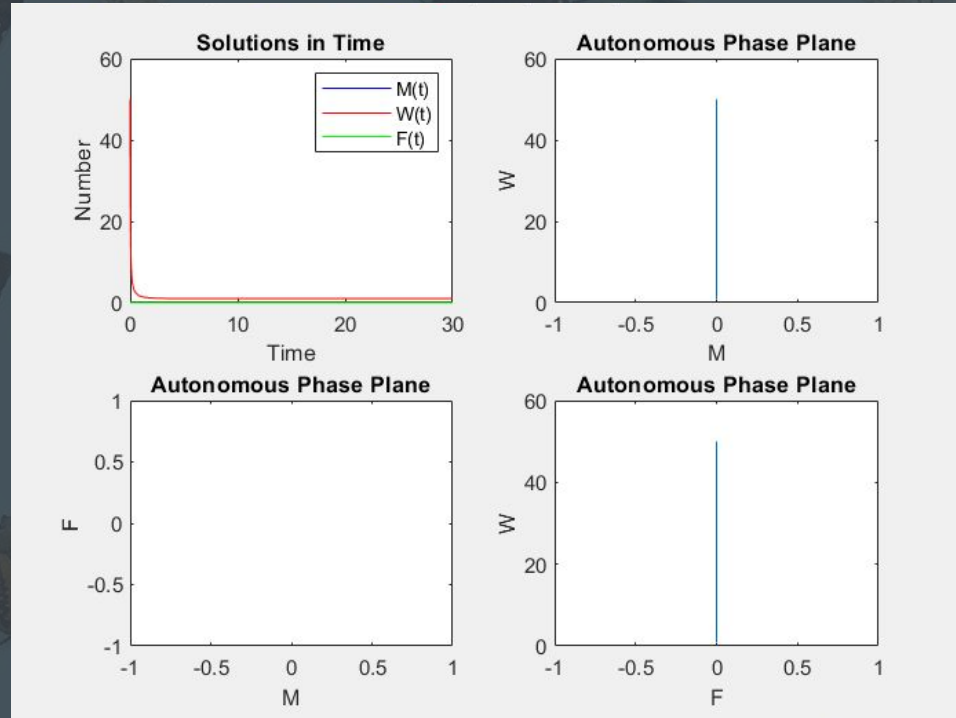 Solutions in Time
60
40
20
0
Number
0 10 20 30
Time
M(t)
W(t)
F(t)
Autonomous Phase Plane
60
40
20
0
W
-1 -0.5 0 0.5 1
M
Autonomous Phase Plane
1
0.5
0
-0.5
-1
F
-1 -0.5 0 0.5 1
M
Autonomous Phase Plane
60
40
20
0
W
-1 -0.5 0 0.5 1
F